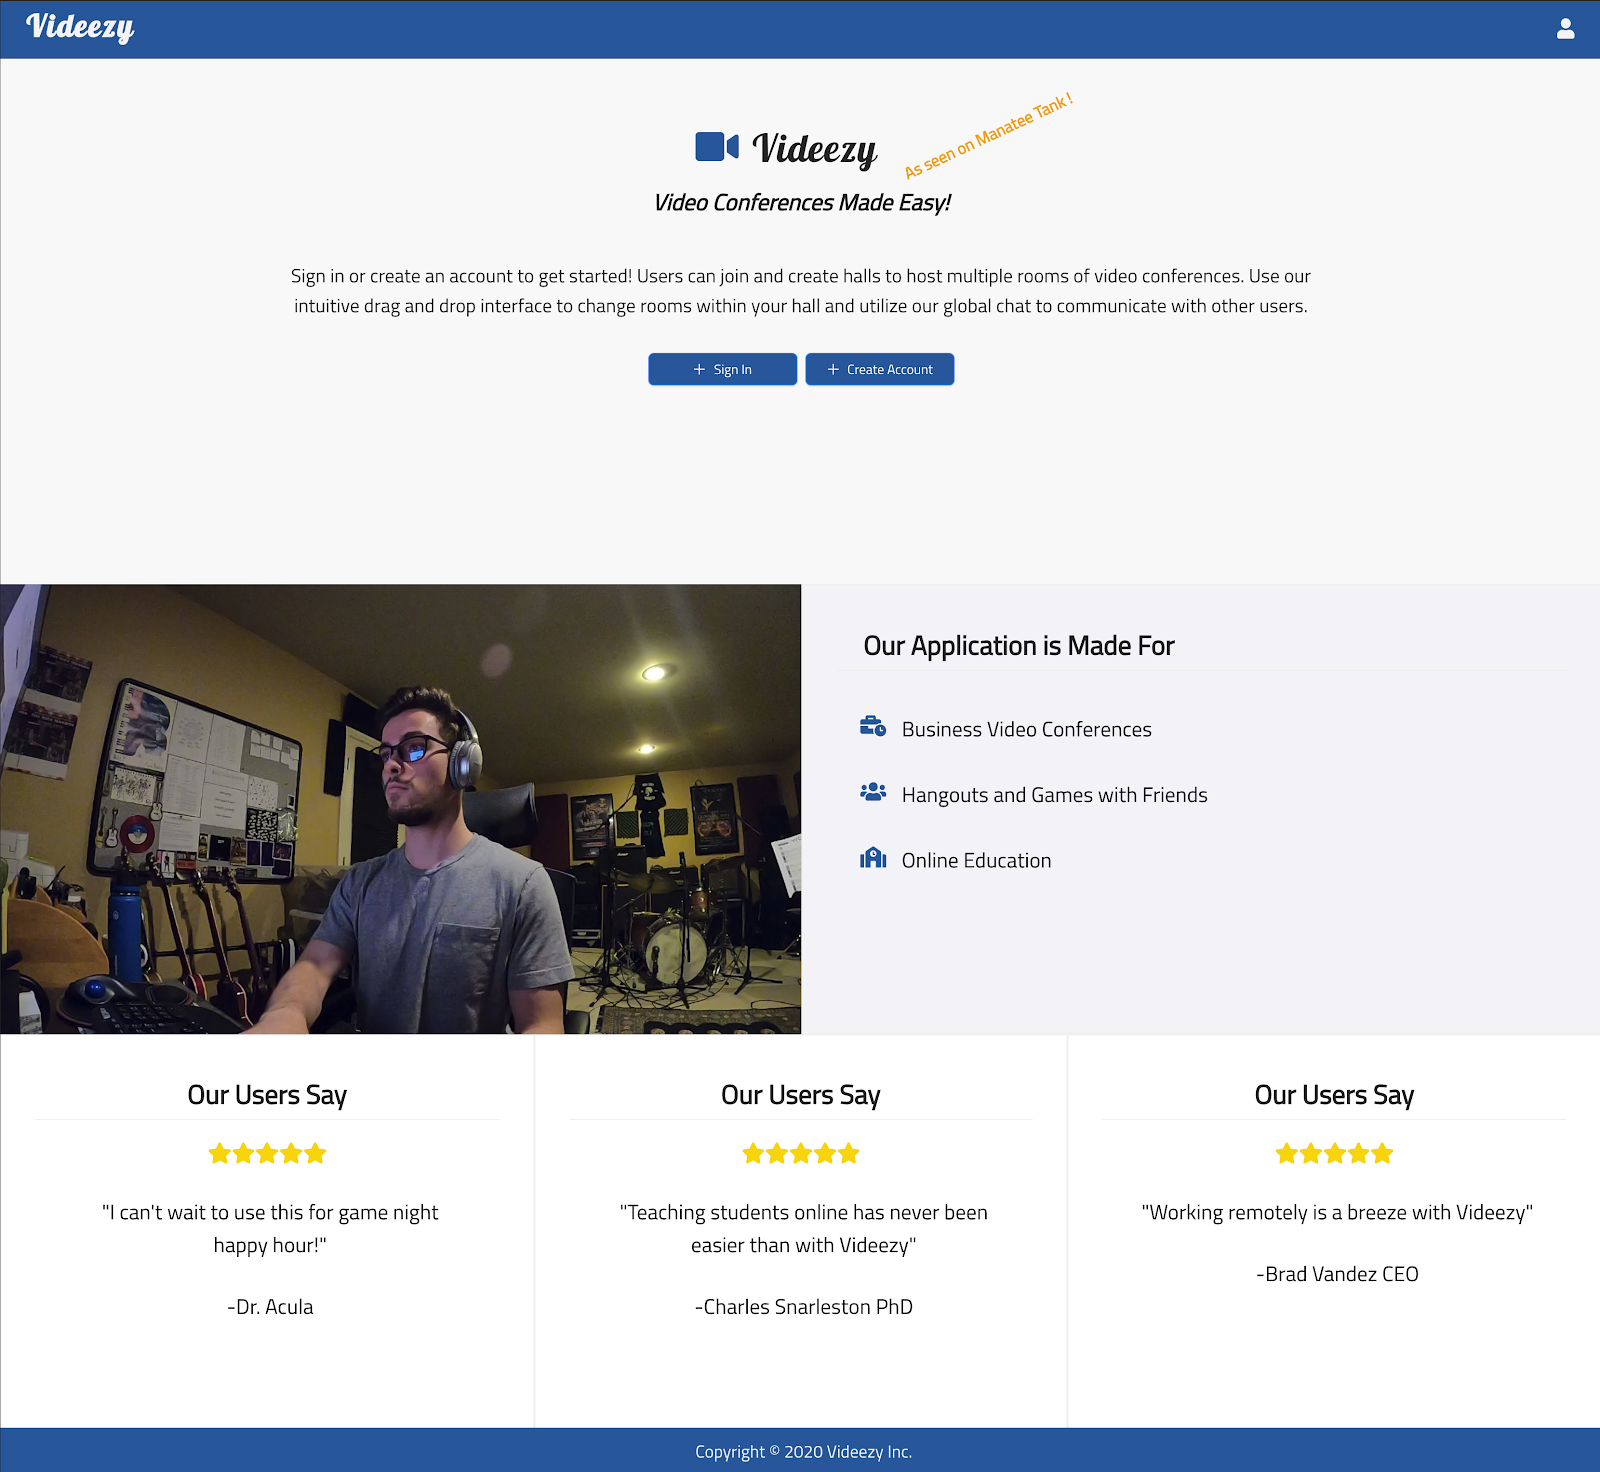 Videezy
As seen on Manatee Tank!
Videezy
Video Conferences Made Easy!
Sign in or create an account to get started! Users can join and create halls to host multiple rooms of video conferences. Use our
intuitive drag and drop interface to change rooms within your hall and utilize our global chat to communicate with other users.
+ Sign In
+ Create Account
Our Application is Made For
Business Video Conferences
Hangouts and Games with Friends
Online Education
Our Users Say
"I can't wait to use this for game night
happy hour!"
-Dr. Acula
Our Users Say
"Teaching students online has never been
easier than with Videezy"
-Charles Snarleston PhD
Our Users Say
"Working remotely is a breeze with Videezy"
-Brad Vandez CEO
Copyright © 2020 Videezy Inc.